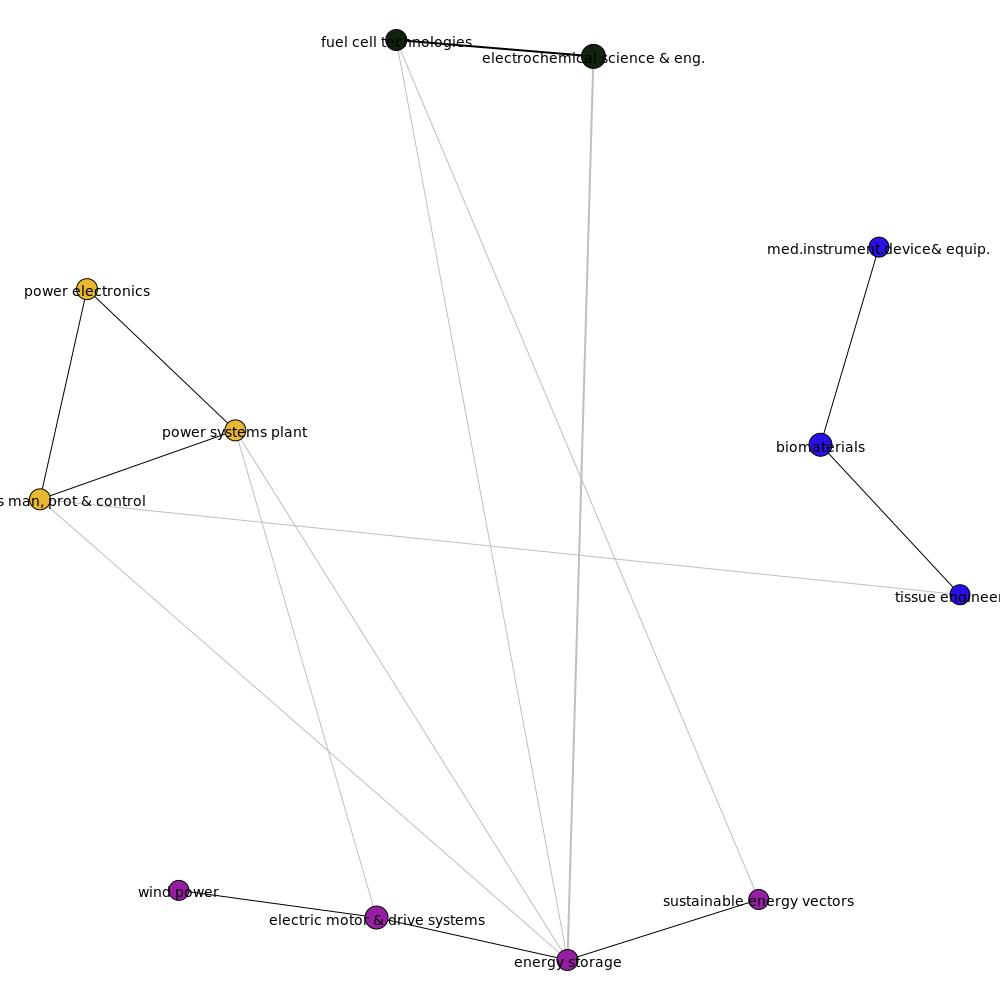 fuel cell technologies
electrochemical science & eng.
med.instrument,device& equip.
power electronics
power systems plant
biomaterials
s man, prot & control
tissue engineer
wind power
electric motor & drive systems
sustainable energy vectors
energy storage